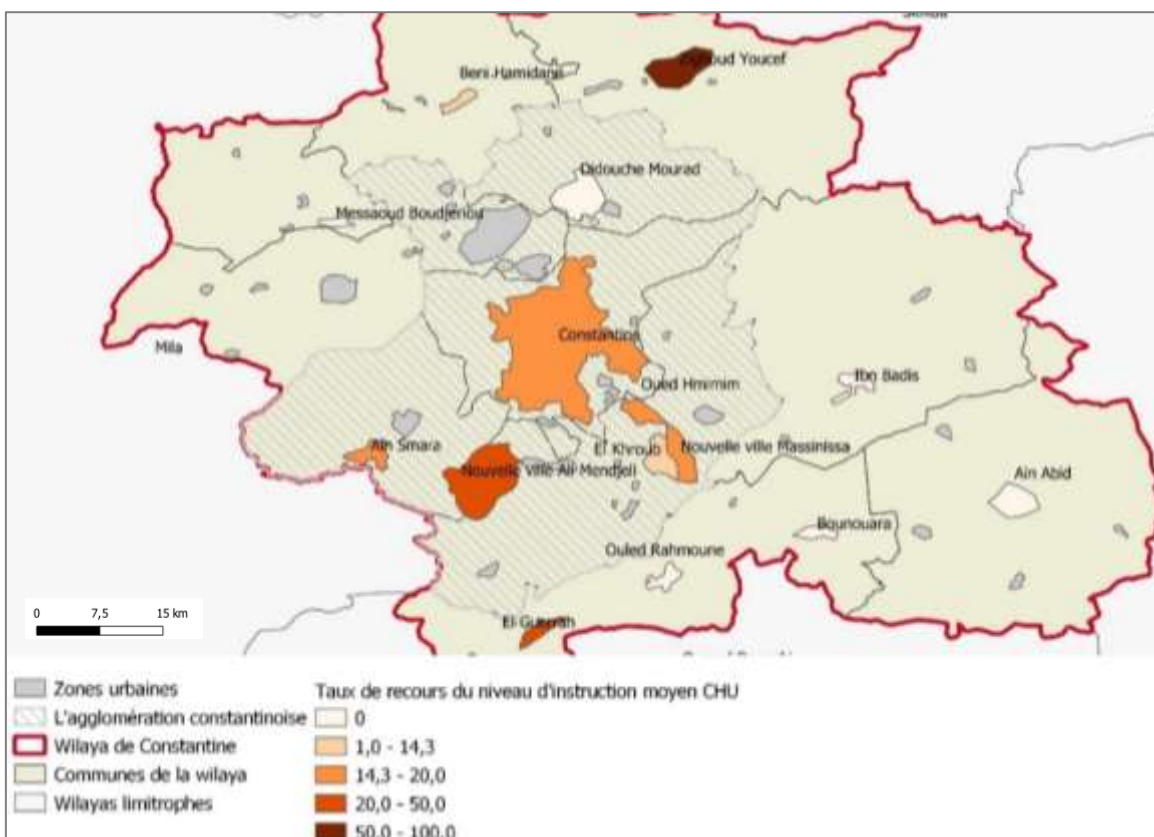 Zighoud Youcef
Beni Hamidane
Didouche Mourad
Messaoud Boudjeriou
Constantine
Mila
Oued Hmimim
Ibn Badis
Ain Smara
El Khroub
Nouvelle ville Massinissa
Nouvelle ville Ali Mendjeli
Ain Abid
Bounouara
Ouled Rahmoune
El Guerrah
0 7,5 15 km
Zones urbaines
L'agglomération constantinoise
Wilaya de Constantine
Communes de la wilaya
Wilayas limitrophes
Taux de recours du niveau d'instruction moyen CHU
0
1,0 - 14,3
14,3 - 20,0
20,0 - 50,0
50,0 - 100,0